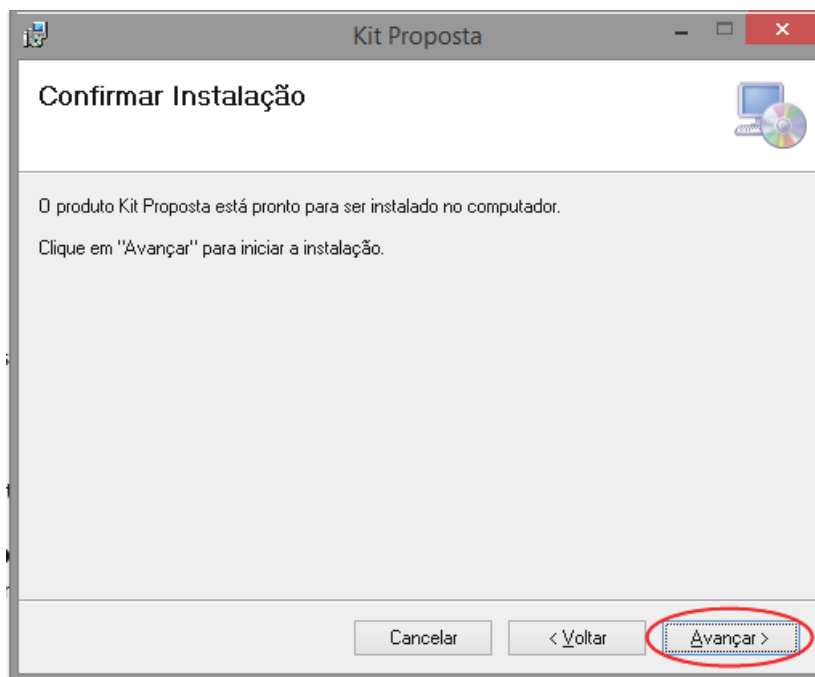 Kit Proposta
Confirmar Instalação
O produto Kit Proposta está pronto para ser instalado no computador.
Clique em "Avançar" para iniciar a instalação.
Cancelar
< Voltar
Avançar >